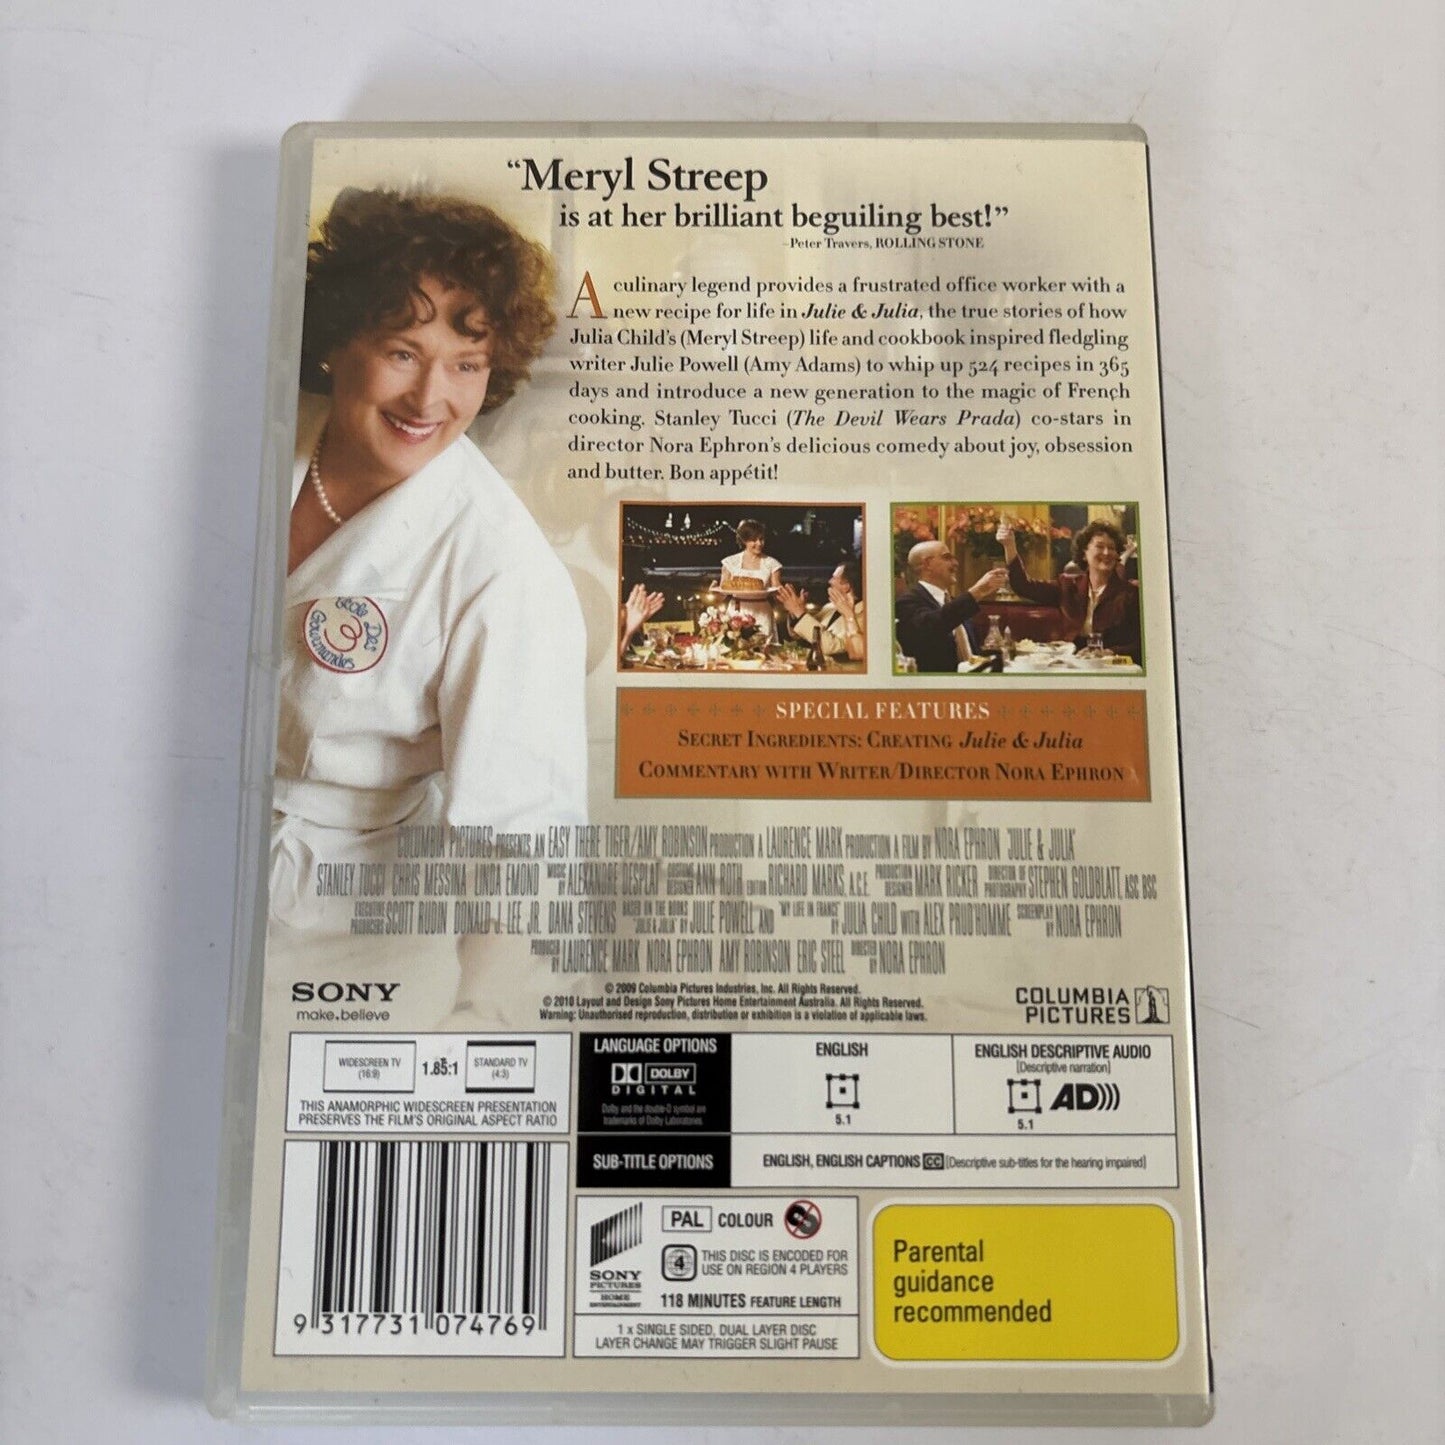 “Meryl Streep
is at her brilliant beguiling best!”
–Peter Travers, ROLLING STONE
A culinary legend provides a frustrated office worker with a
new recipe for life in Julie & Julia, the true stories of how
Julia Child's (Meryl Streep) life and cookbook inspired fledgling
writer Julie Powell (Amy Adams) to whip up 524 recipes in 365
days and introduce a new generation to the magic of French
cooking. Stanley Tucci (The Devil Wears Prada) co-stars in
director Nora Ephron's delicious comedy about joy, obsession
and butter. Bon appétit!
Ecole Des
3
Gourmandes
SPECIAL FEATURES
SECRET INGREDIENTS: CREATING Julie & Julia
COMMENTARY WITH WRITER/DIRECTOR NORA EPHRON
COLUMBIA PICTURES PRESENTS AN EASY THERE TIGER/AMY ROBINSON PRODUCTION A LAURENCE MARK PRODUCTION A FILM BY NORA EPHRON "JULIE & JULIA"
STANLEY TUCCI CHRIS MESSINA LINDA EMOND MUSIC BY ALEXANDRE DESPLAT COSTUME DESIGNER ANN ROTH EDITOR RICHARD MARKS, A.C.E. PRODUCTION DESIGNER MARK RICKER DIRECTOR OF PHOTOGRAPHY STEPHEN GOLDBLATT, ASC BSC
EXECUTIVE PRODUCERS SCOTT RUDIN DONALD J. LEE, JR. DANA STEVENS BASED ON THE BOOKS "JULIE & JULIA" BY JULIE POWELL AND "MY LIFE IN FRANCE" BY JULIA CHILD WITH ALEX PRUD'HOMME SCREENPLAY BY NORA EPHRON
PRODUCED BY LAURENCE MARK NORA EPHRON AMY ROBINSON ERIC STEEL DIRECTED BY NORA EPHRON
SONY
make.believe
© 2009 Columbia Pictures Industries, Inc. All Rights Reserved.
© 2010 Layout and Design Sony Pictures Home Entertainment Australia. All Rights Reserved.
Warning: Unauthorised reproduction, distribution or exhibition is a violation of applicable laws.
COLUMBIA
PICTURES
WIDESCREEN TV
(16:9)
1.85:1
STANDARD TV
(4:3)
THIS ANAMORPHIC WIDESCREEN PRESENTATION
PRESERVES THE FILM'S ORIGINAL ASPECT RATIO
LANGUAGE OPTIONS
DOLBY
DIGITAL
Dolby and the double-D symbol are
trademarks of Dolby Laboratories
ENGLISH
5.1
ENGLISH DESCRIPTIVE AUDIO
[Descriptive narration]
AD)))
5.1
SUB-TITLE OPTIONS
ENGLISH, ENGLISH CAPTIONS CC [Descriptive sub-titles for the hearing impaired]
9 317731 074769
SONY
PICTURES
HOME
ENTERTAINMENT
PAL COLOUR
4
THIS DISC IS ENCODED FOR
USE ON REGION 4 PLAYERS
118 MINUTES FEATURE LENGTH
1 x SINGLE SIDED, DUAL LAYER DISC
LAYER CHANGE MAY TRIGGER SLIGHT PAUSE
Parental
guidance
recommended